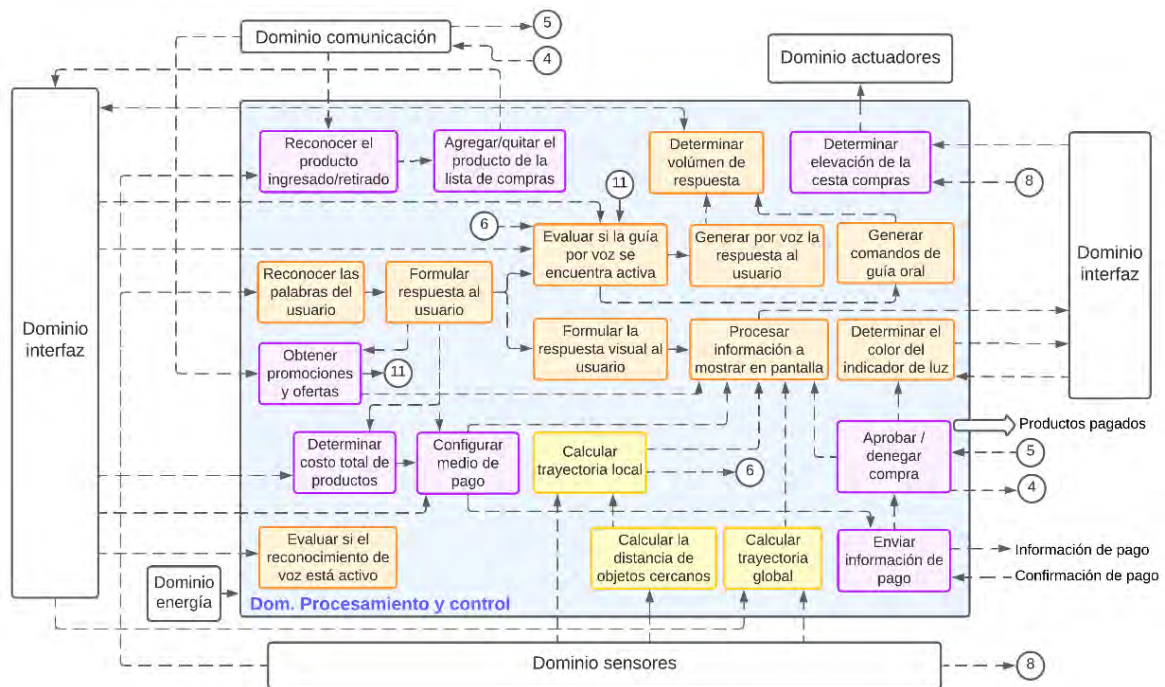 5
Dominio comunicación
4
Dominio actuadores
Reconocer el
producto
ingresado/retirado
Agregar/quitar el
producto de la
lista de compras
Determinar
volúmen de
respuesta
Determinar
elevación de la
cesta compras
8
11
6
Evaluar si la guía
por voz se
encuentra activa
Generar por voz la
respuesta al
usuario
Generar
comandos de
guía oral
Dominio
interfaz
Reconocer las
palabras del
usuario
Formular
respuesta al
usuario
Dominio
interfaz
Formular la
respuesta visual al
usuario
Procesar
información a
mostrar en pantalla
Determinar el
color del
indicador de luz
Obtener
promociones
y ofertas
11
Productos pagados
Determinar
costo total de
productos
Configurar
medio de
pago
Calcular
trayectoria local
6
Aprobar /
denegar
compra
5
4
Evaluar si el
reconocimiento de
voz está activo
Calcular la
distancia de
objetos cercanos
Calcular
trayectoria
global
Enviar
información de
pago
Información de pago
Confirmación de pago
Dominio
energía
Dom. Procesamiento y control
Dominio sensores
8